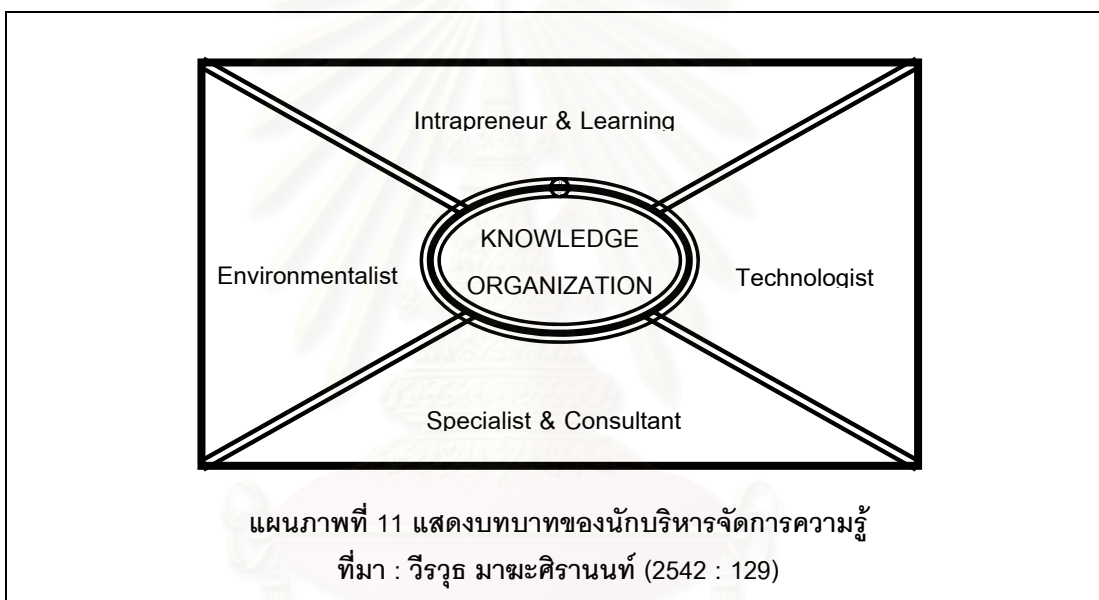 Intrapreneur & Learning
KNOWLEDGE
Environmentalist
ORGANIZATION
Technologist
Specialist & Consultant
แผนภาพที่ 11 แสดงบทบาทของนักบริหารจัดการความรู้
ที่มา : วีรวุธ มาฆะศิรานนท์ (2542 : 129)